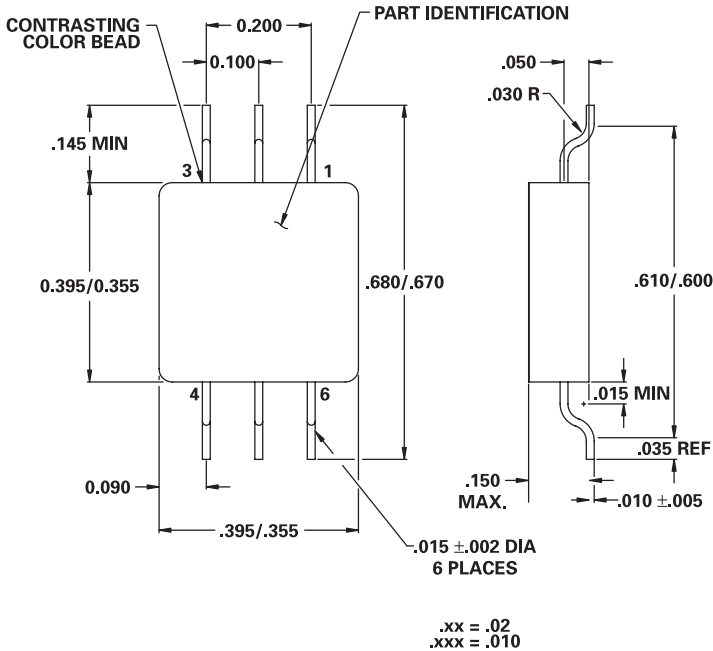 CONTRASTING
COLOR BEAD
0.200
PART IDENTIFICATION
0.100
.050
.030 R
.145 MIN
3
1
0.395/0.355
.680/.670
.610/.600
4
6
.015 MIN
.035 REF
0.090
.150
MAX.
.010 ±.005
.395/.355
.015 ±.002 DIA
6 PLACES
.xx = .02
.xxx = .010